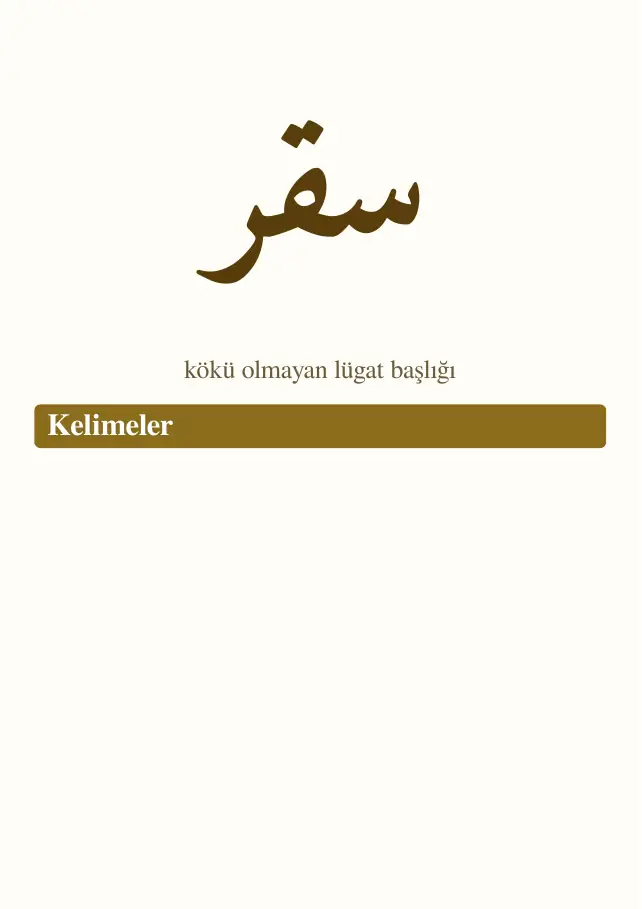 سقر
kökü olmayan lügat başlığı
Kelimeler